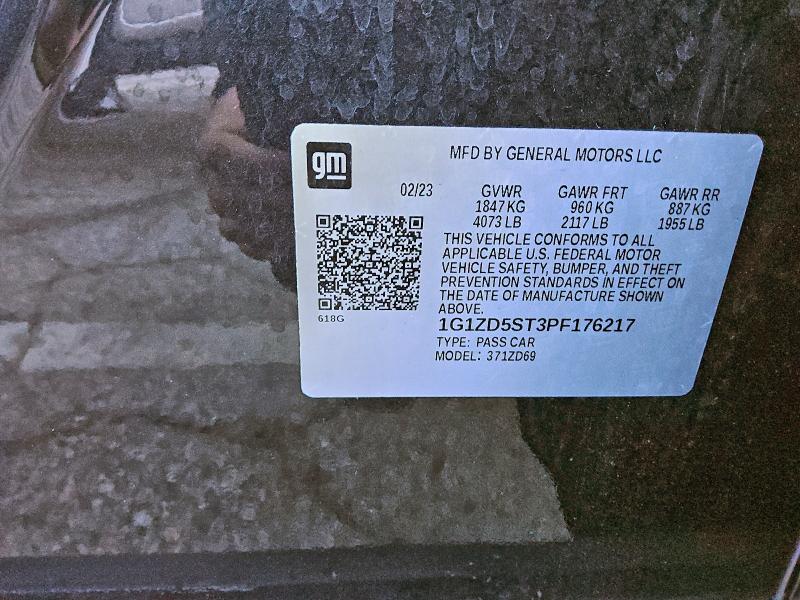 gm
MFD BY GENERAL MOTORS LLC
02/23 GVWR GAWR FRT GAWR RR
1847 KG 960 KG 887 KG
4073 LB 2117 LB 1955 LB
THIS VEHICLE CONFORMS TO ALL
APPLICABLE U.S. FEDERAL MOTOR
VEHICLE SAFETY, BUMPER, AND THEFT
PREVENTION STANDARDS IN EFFECT ON
THE DATE OF MANUFACTURE SHOWN
ABOVE.
618G
1G1ZD5ST3PF176217
TYPE: PASS CAR
MODEL: 371ZD69